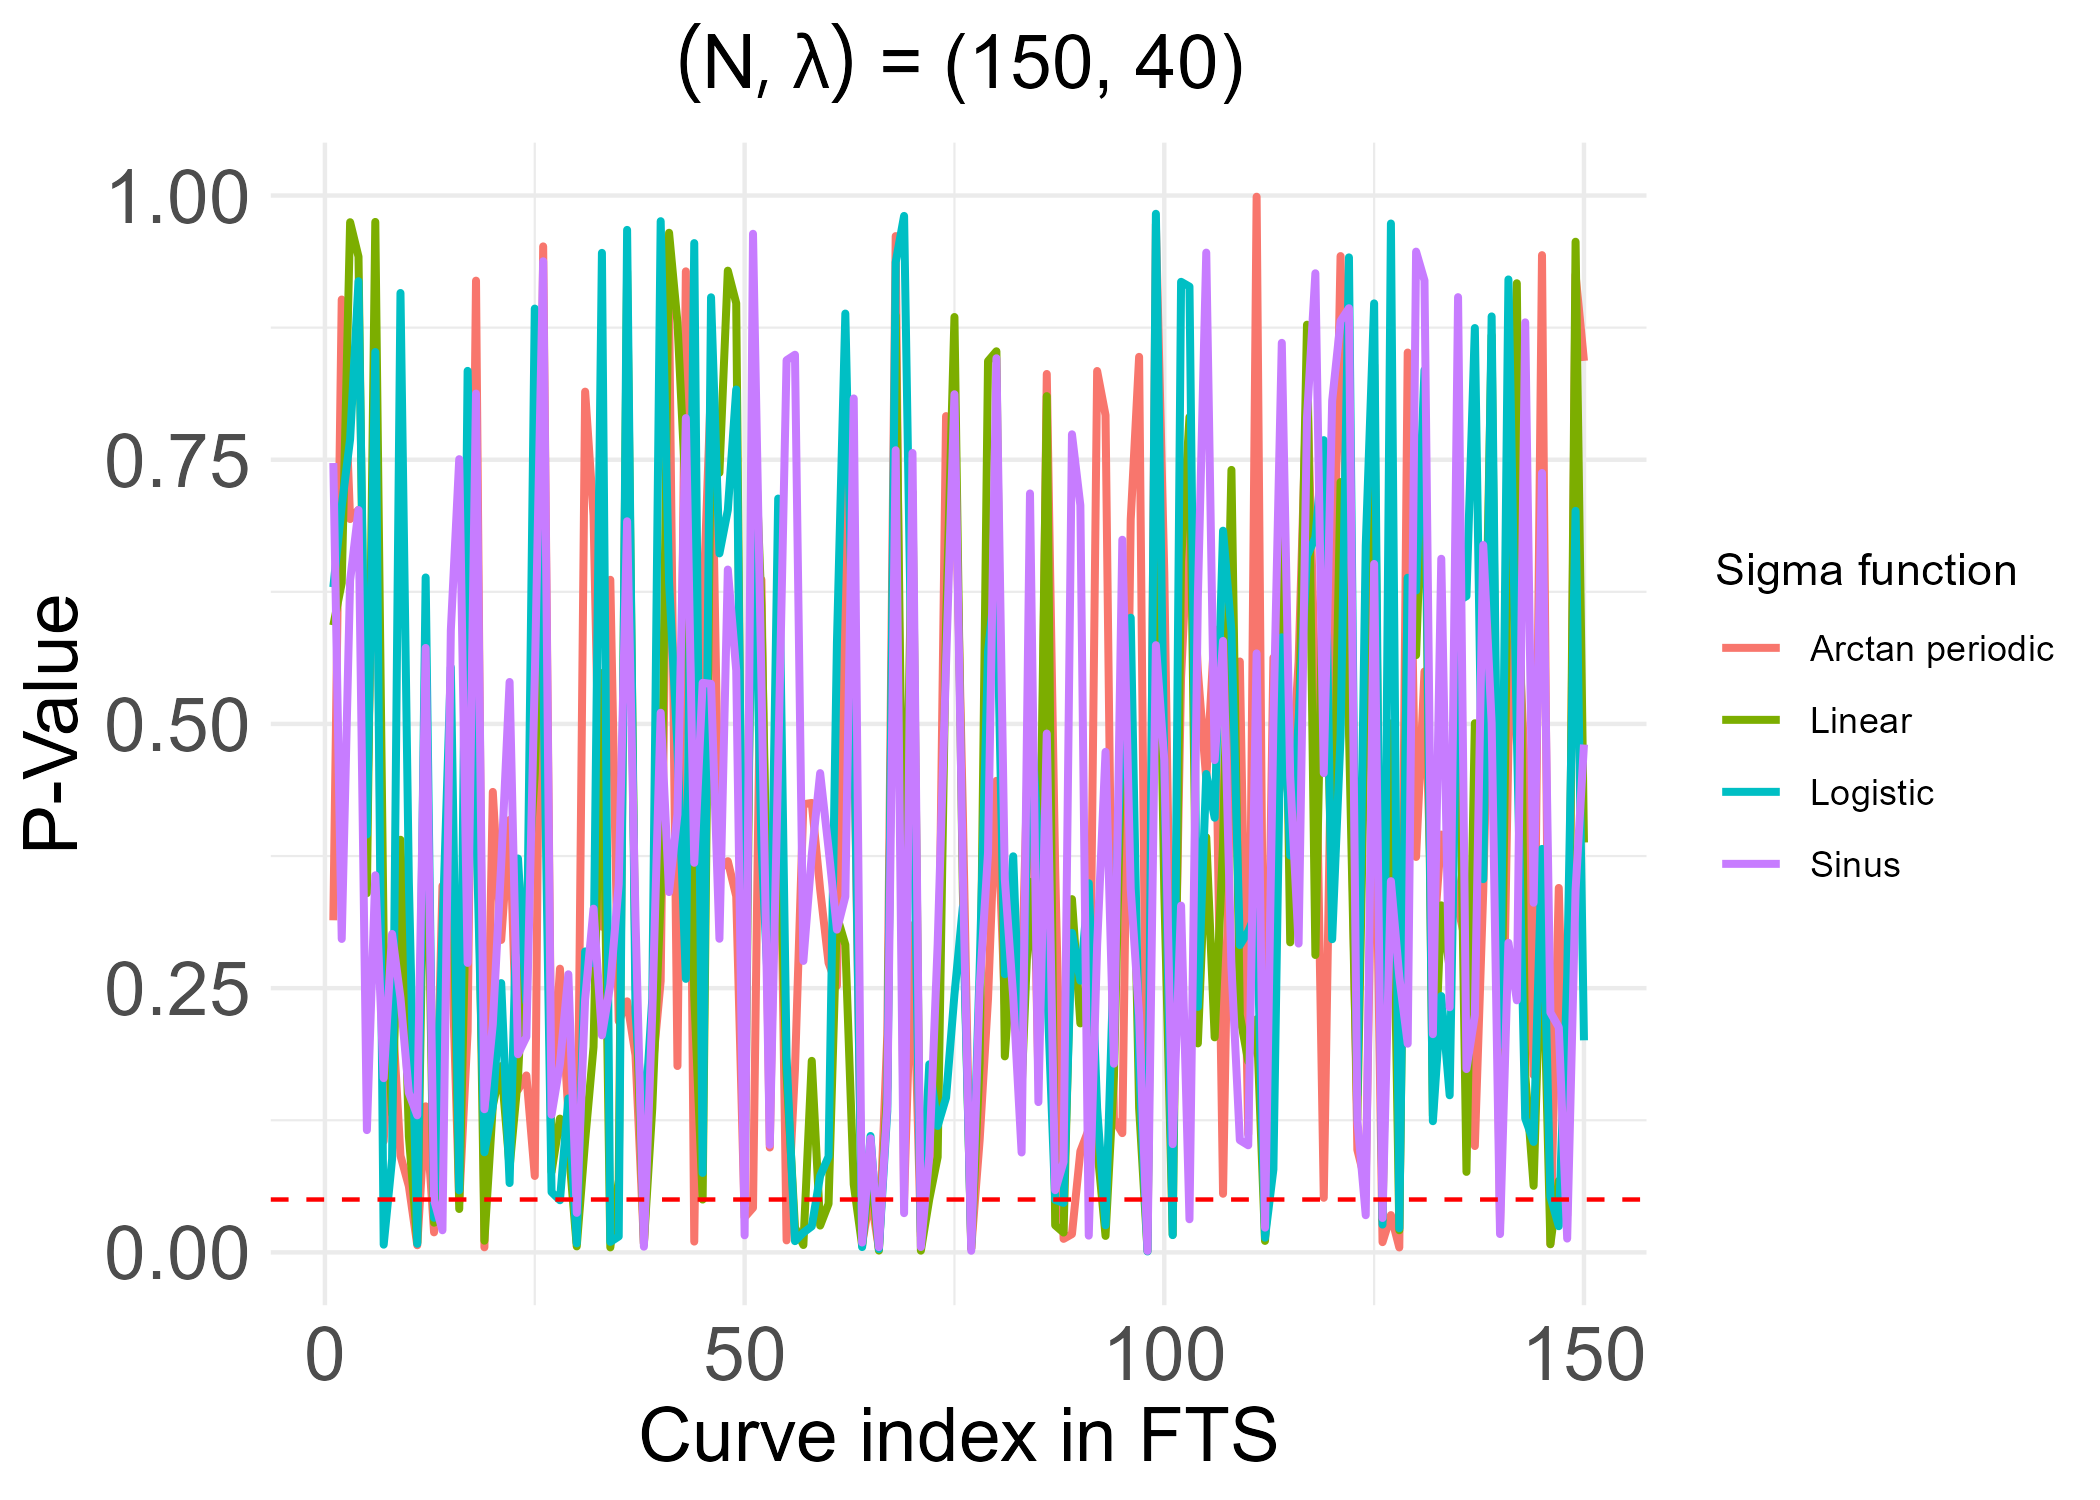 (N, λ) = (150, 40)
1.00
0.75
0.50
0.25
0.00
P-Value
0 50 100 150
Curve index in FTS
Sigma function
Arctan periodic
Linear
Logistic
Sinus